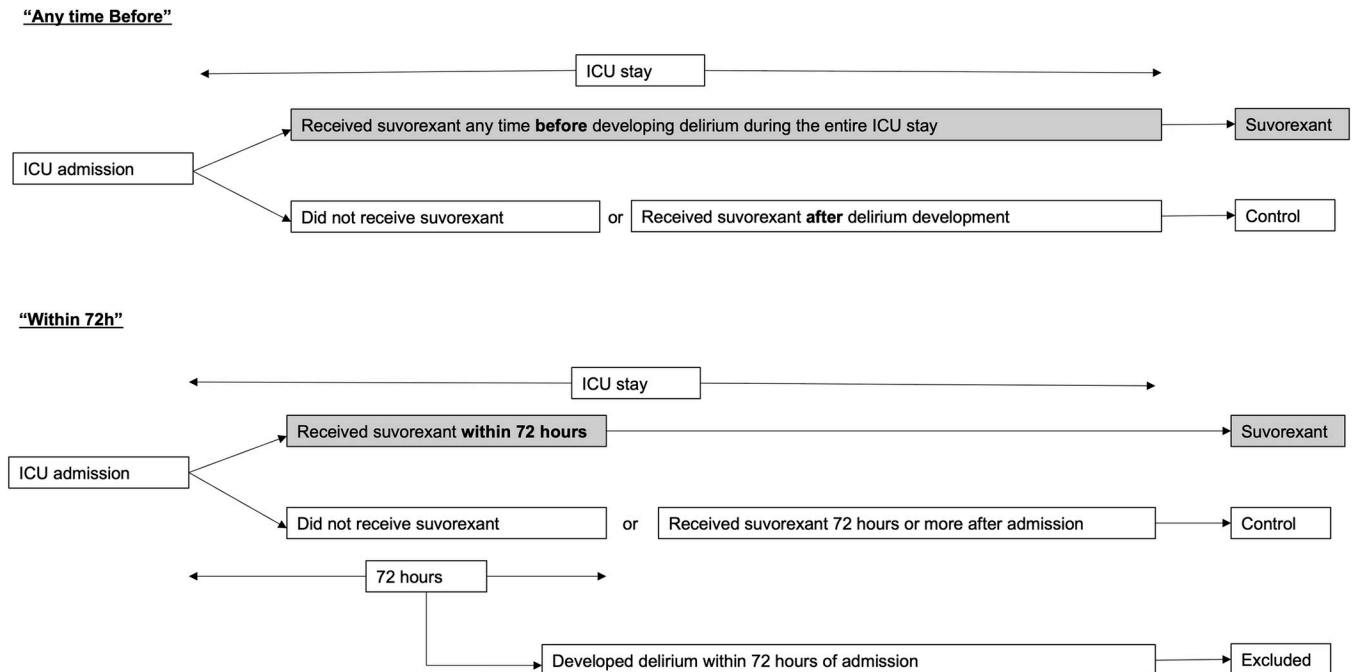 “Any time Before”
ICU stay
Received suvorexant any time before developing delirium during the entire ICU stay
Suvorexant
ICU admission
Did not receive suvorexant
or
Received suvorexant after delirium development
Control
“Within 72h”
ICU stay
Received suvorexant within 72 hours
Suvorexant
ICU admission
Did not receive suvorexant
or
Received suvorexant 72 hours or more after admission
Control
72 hours
Developed delirium within 72 hours of admission
Excluded